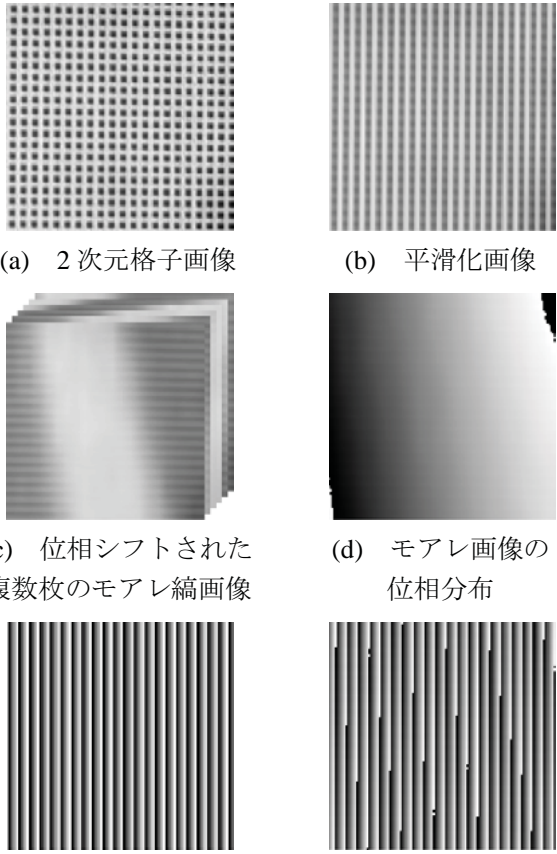 (a) 2 次元格子画像
(b) 平滑化画像
c) 位相シフトされた
複数枚のモアレ縞画像
(d) モアレ画像の
位相分布